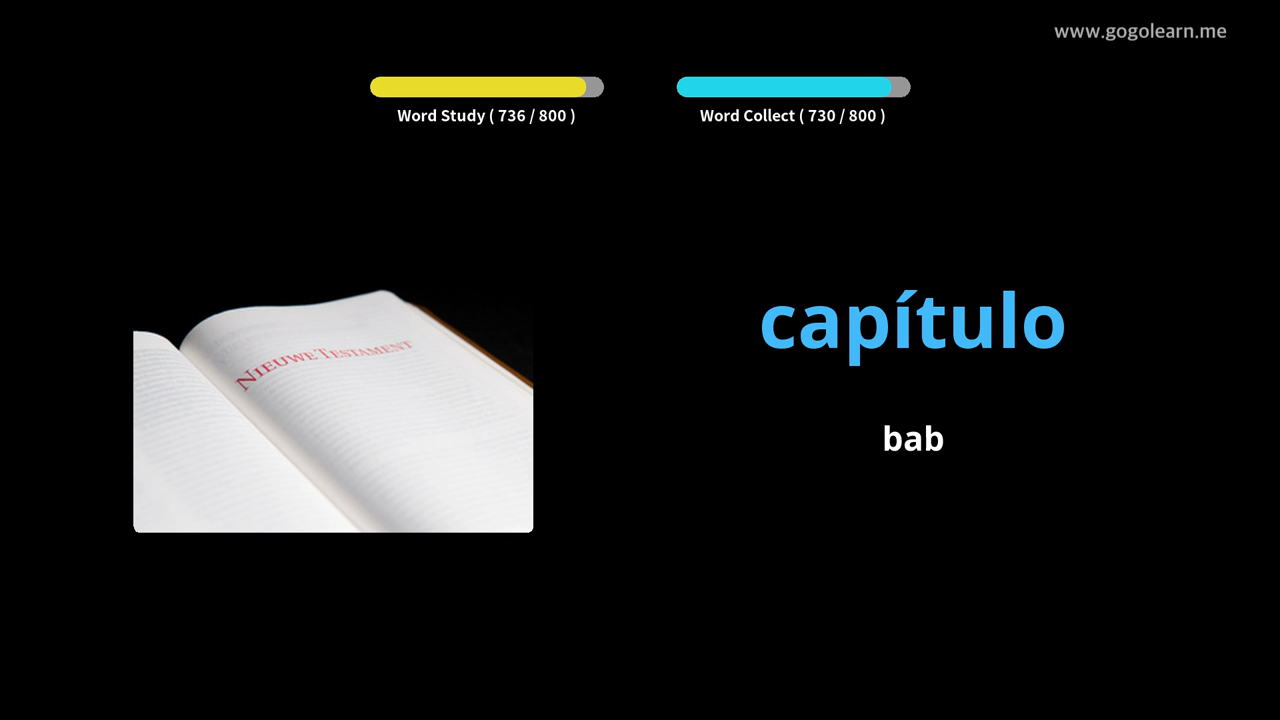 www.gogolearn.me
Word Study ( 736 / 800 )
Word Collect ( 730 / 800 )
NIEUWE TESTAMENT
capítulo
bab